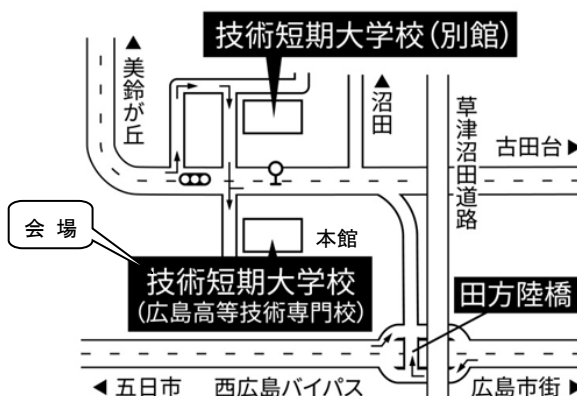 技術短期大学校(別館)
▲美鈴が丘
▲沼田
草津沼田道路
古田台▶
会場
本館
技術短期大学校
(広島高等技術専門校)
田方陸橋
◀五日市
西広島バイパス
広島市街▶